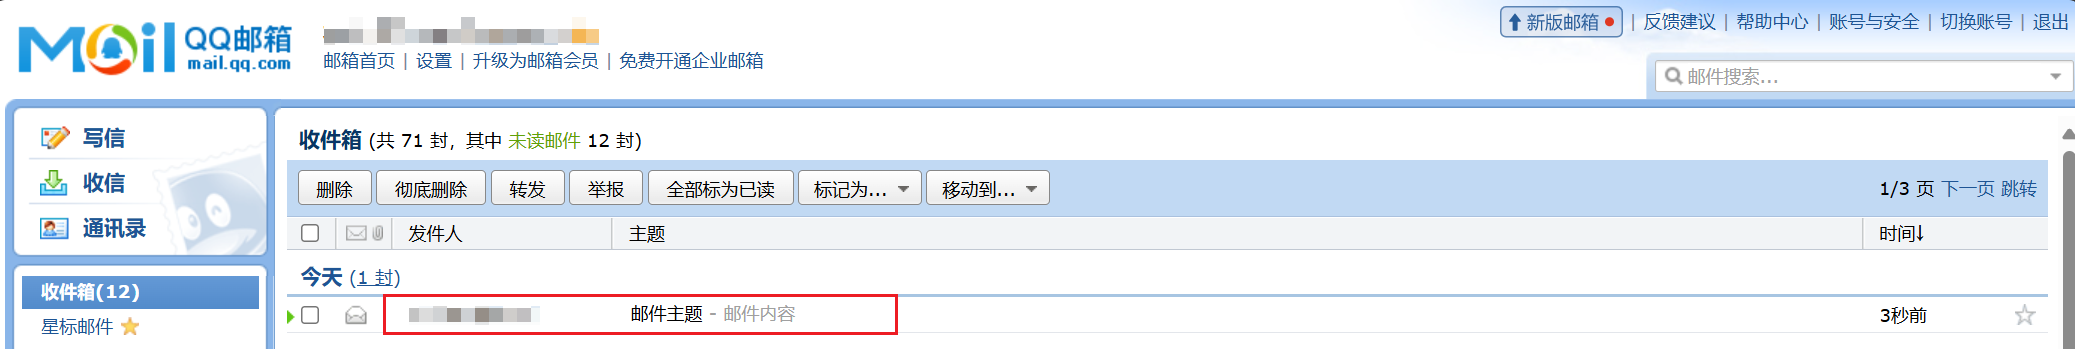 Mail QQ邮箱 mail.qq.com
新版邮箱 | 反馈建议 | 帮助中心 | 账号与安全 | 切换账号 | 退出
邮箱首页 | 设置 | 升级为邮箱会员 | 免费开通企业邮箱
邮件搜索...
写信
收信
通讯录
收件箱(12)
星标邮件
收件箱 (共 71 封，其中 未读邮件 12 封)
删除 彻底删除 转发 举报 全部标为已读 标记为... 移动到... 1/3 页 下一页 跳转
发件人 主题 时间↓
今天 (1 封)
邮件主题 - 邮件内容 3秒前